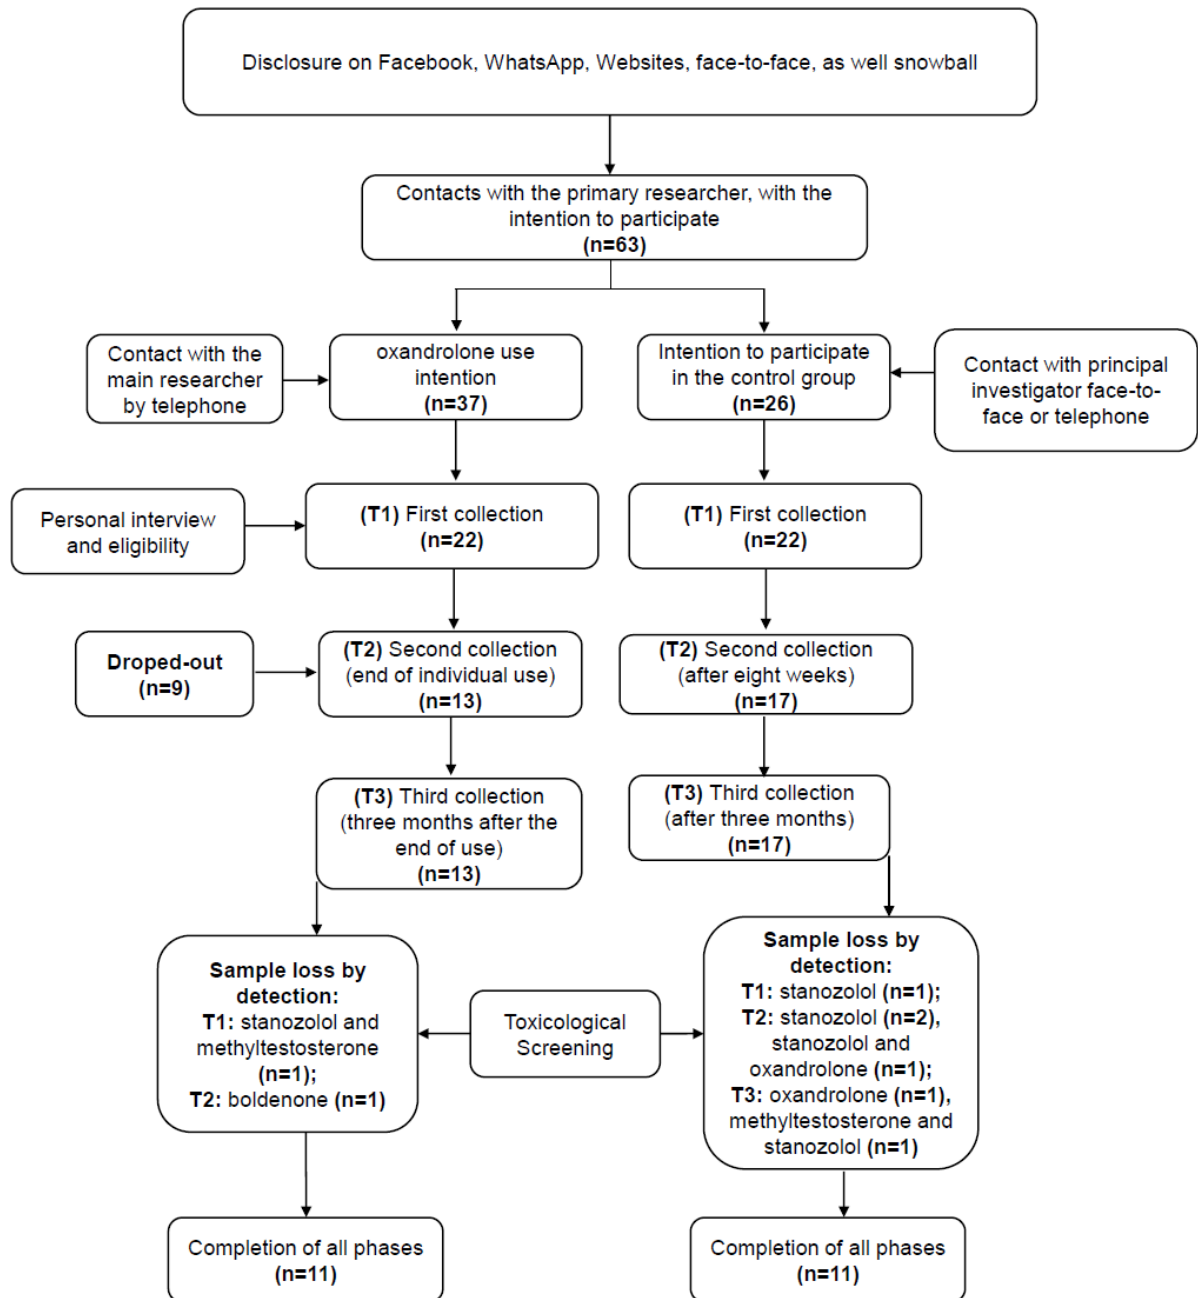 Disclosure on Facebook, WhatsApp, Websites, face-to-face, as well snowball
Contacts with the primary researcher, with the
intention to participate
(n=63)
Contact with the
main researcher
by telephone
oxandrolone use
intention
(n=37)
Intention to participate
in the control group
(n=26)
Contact with principal
investigator face-to-
face or telephone
Personal interview
and eligibility
(T1) First collection
(n=22)
(T1) First collection
(n=22)
Droped-out
(n=9)
(T2) Second collection
(end of individual use)
(n=13)
(T2) Second collection
(after eight weeks)
(n=17)
(T3) Third collection
(three months after the
end of use)
(n=13)
(T3) Third collection
(after three months)
(n=17)
Sample loss by
detection:
T1: stanozolol and
methyltestosterone
(n=1);
T2: boldenone (n=1)
Toxicological
Screening
Sample loss by
detection:
T1: stanozolol (n=1);
T2: stanozolol (n=2),
stanozolol and
oxandrolone (n=1);
T3: oxandrolone (n=1),
methyltestosterone and
stanozolol (n=1)
Completion of all phases
(n=11)
Completion of all phases
(n=11)